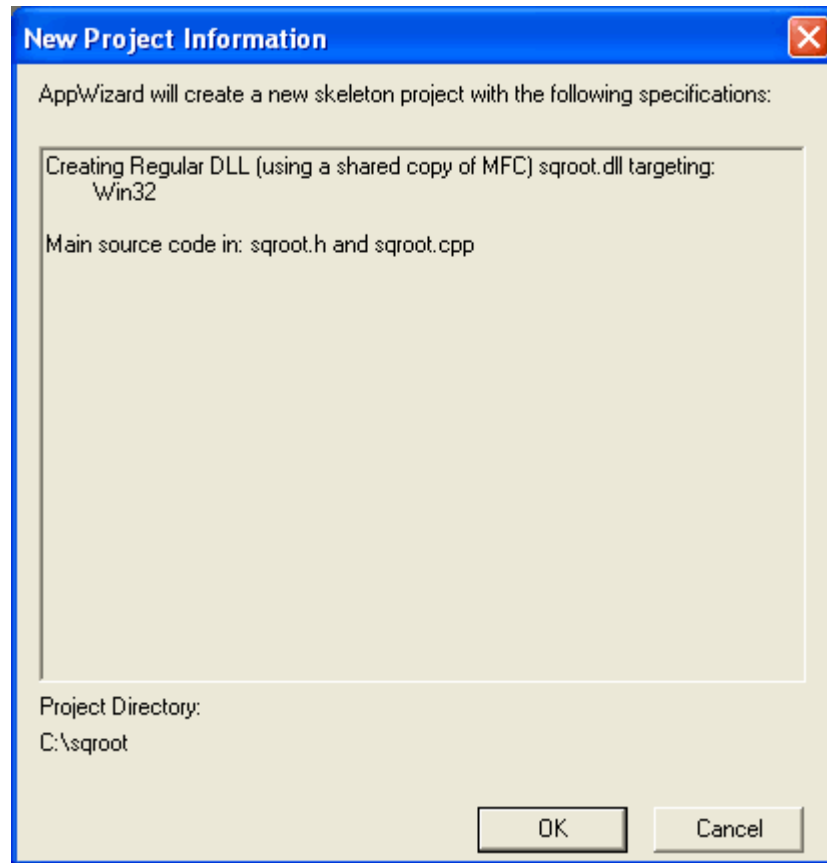 New Project Information
AppWizard will create a new skeleton project with the following specifications:
Creating Regular DLL (using a shared copy of MFC) sqroot.dll targeting:
Win32
Main source code in: sqroot.h and sqroot.cpp
Project Directory:
C:\sqroot
OK Cancel